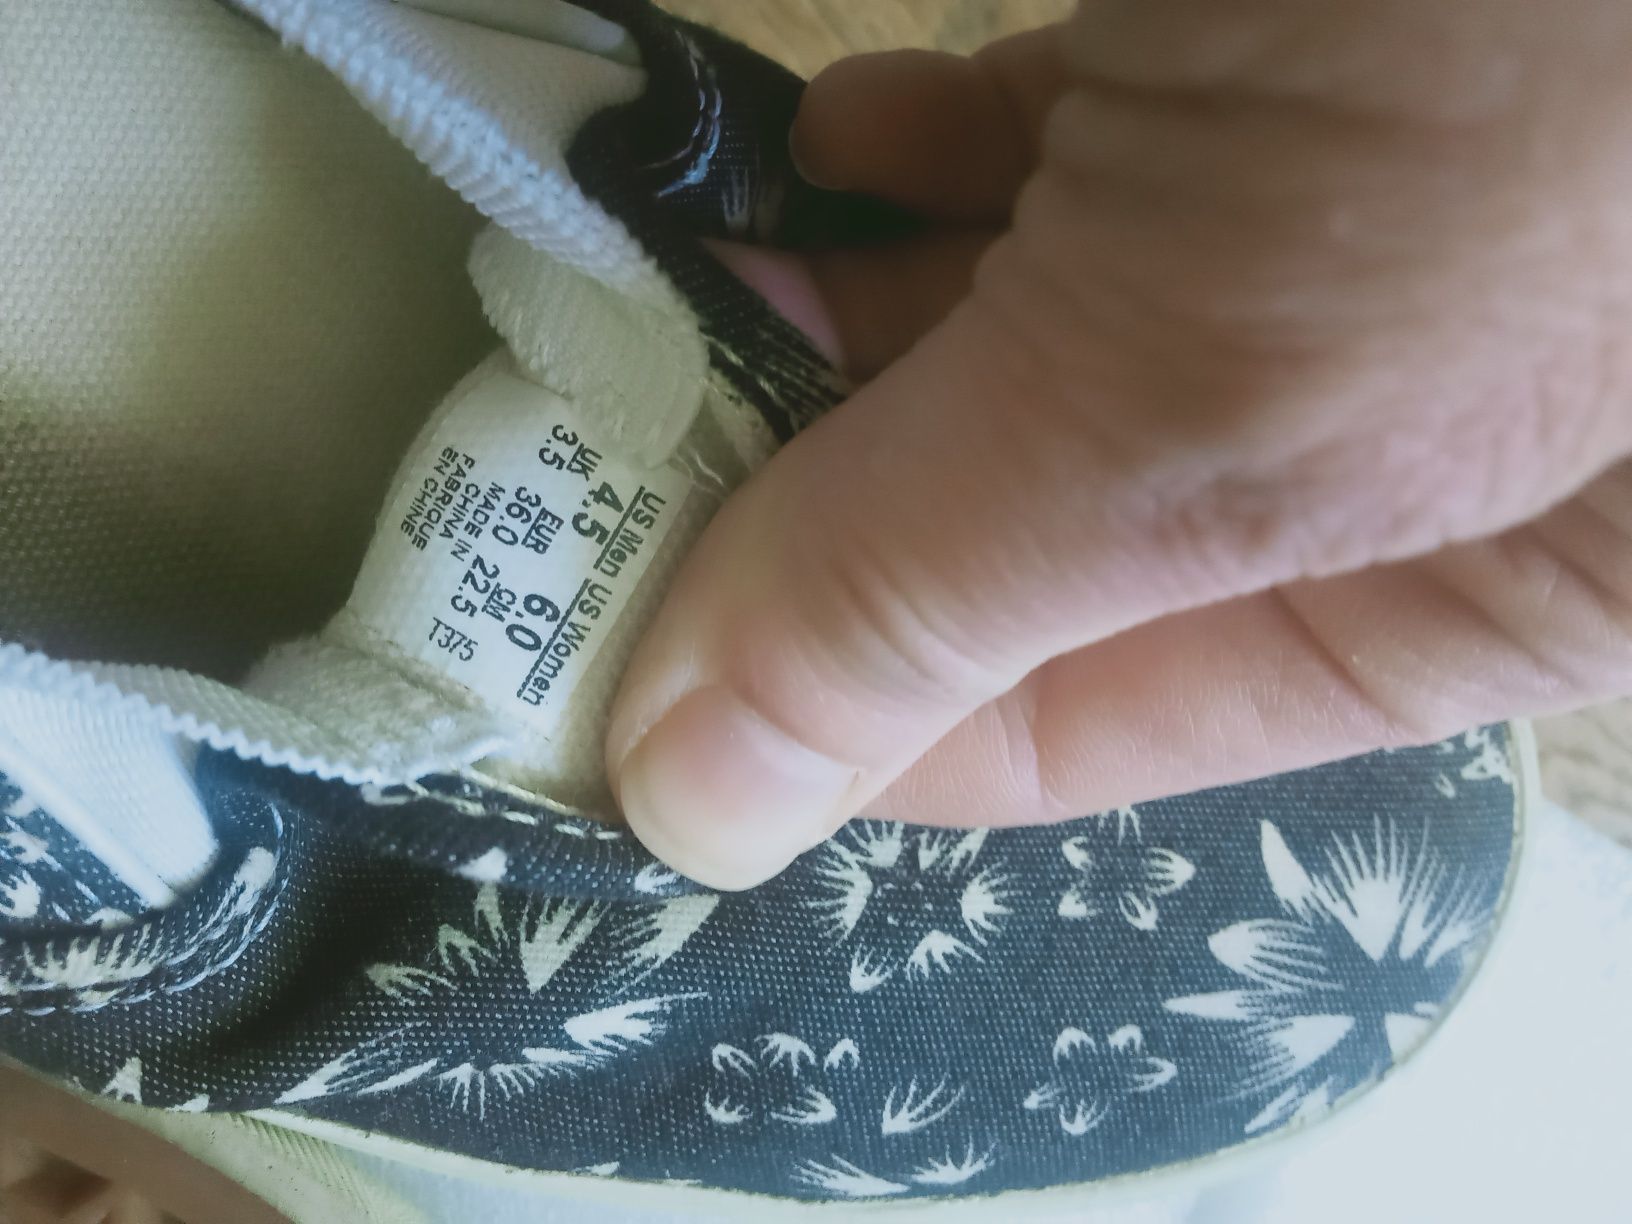 US Men US Women
4.5 6.0
UK EUR CM
3.5 36.0 22.5
MADE IN T375
CHINA
FABRIQUE
EN CHINE